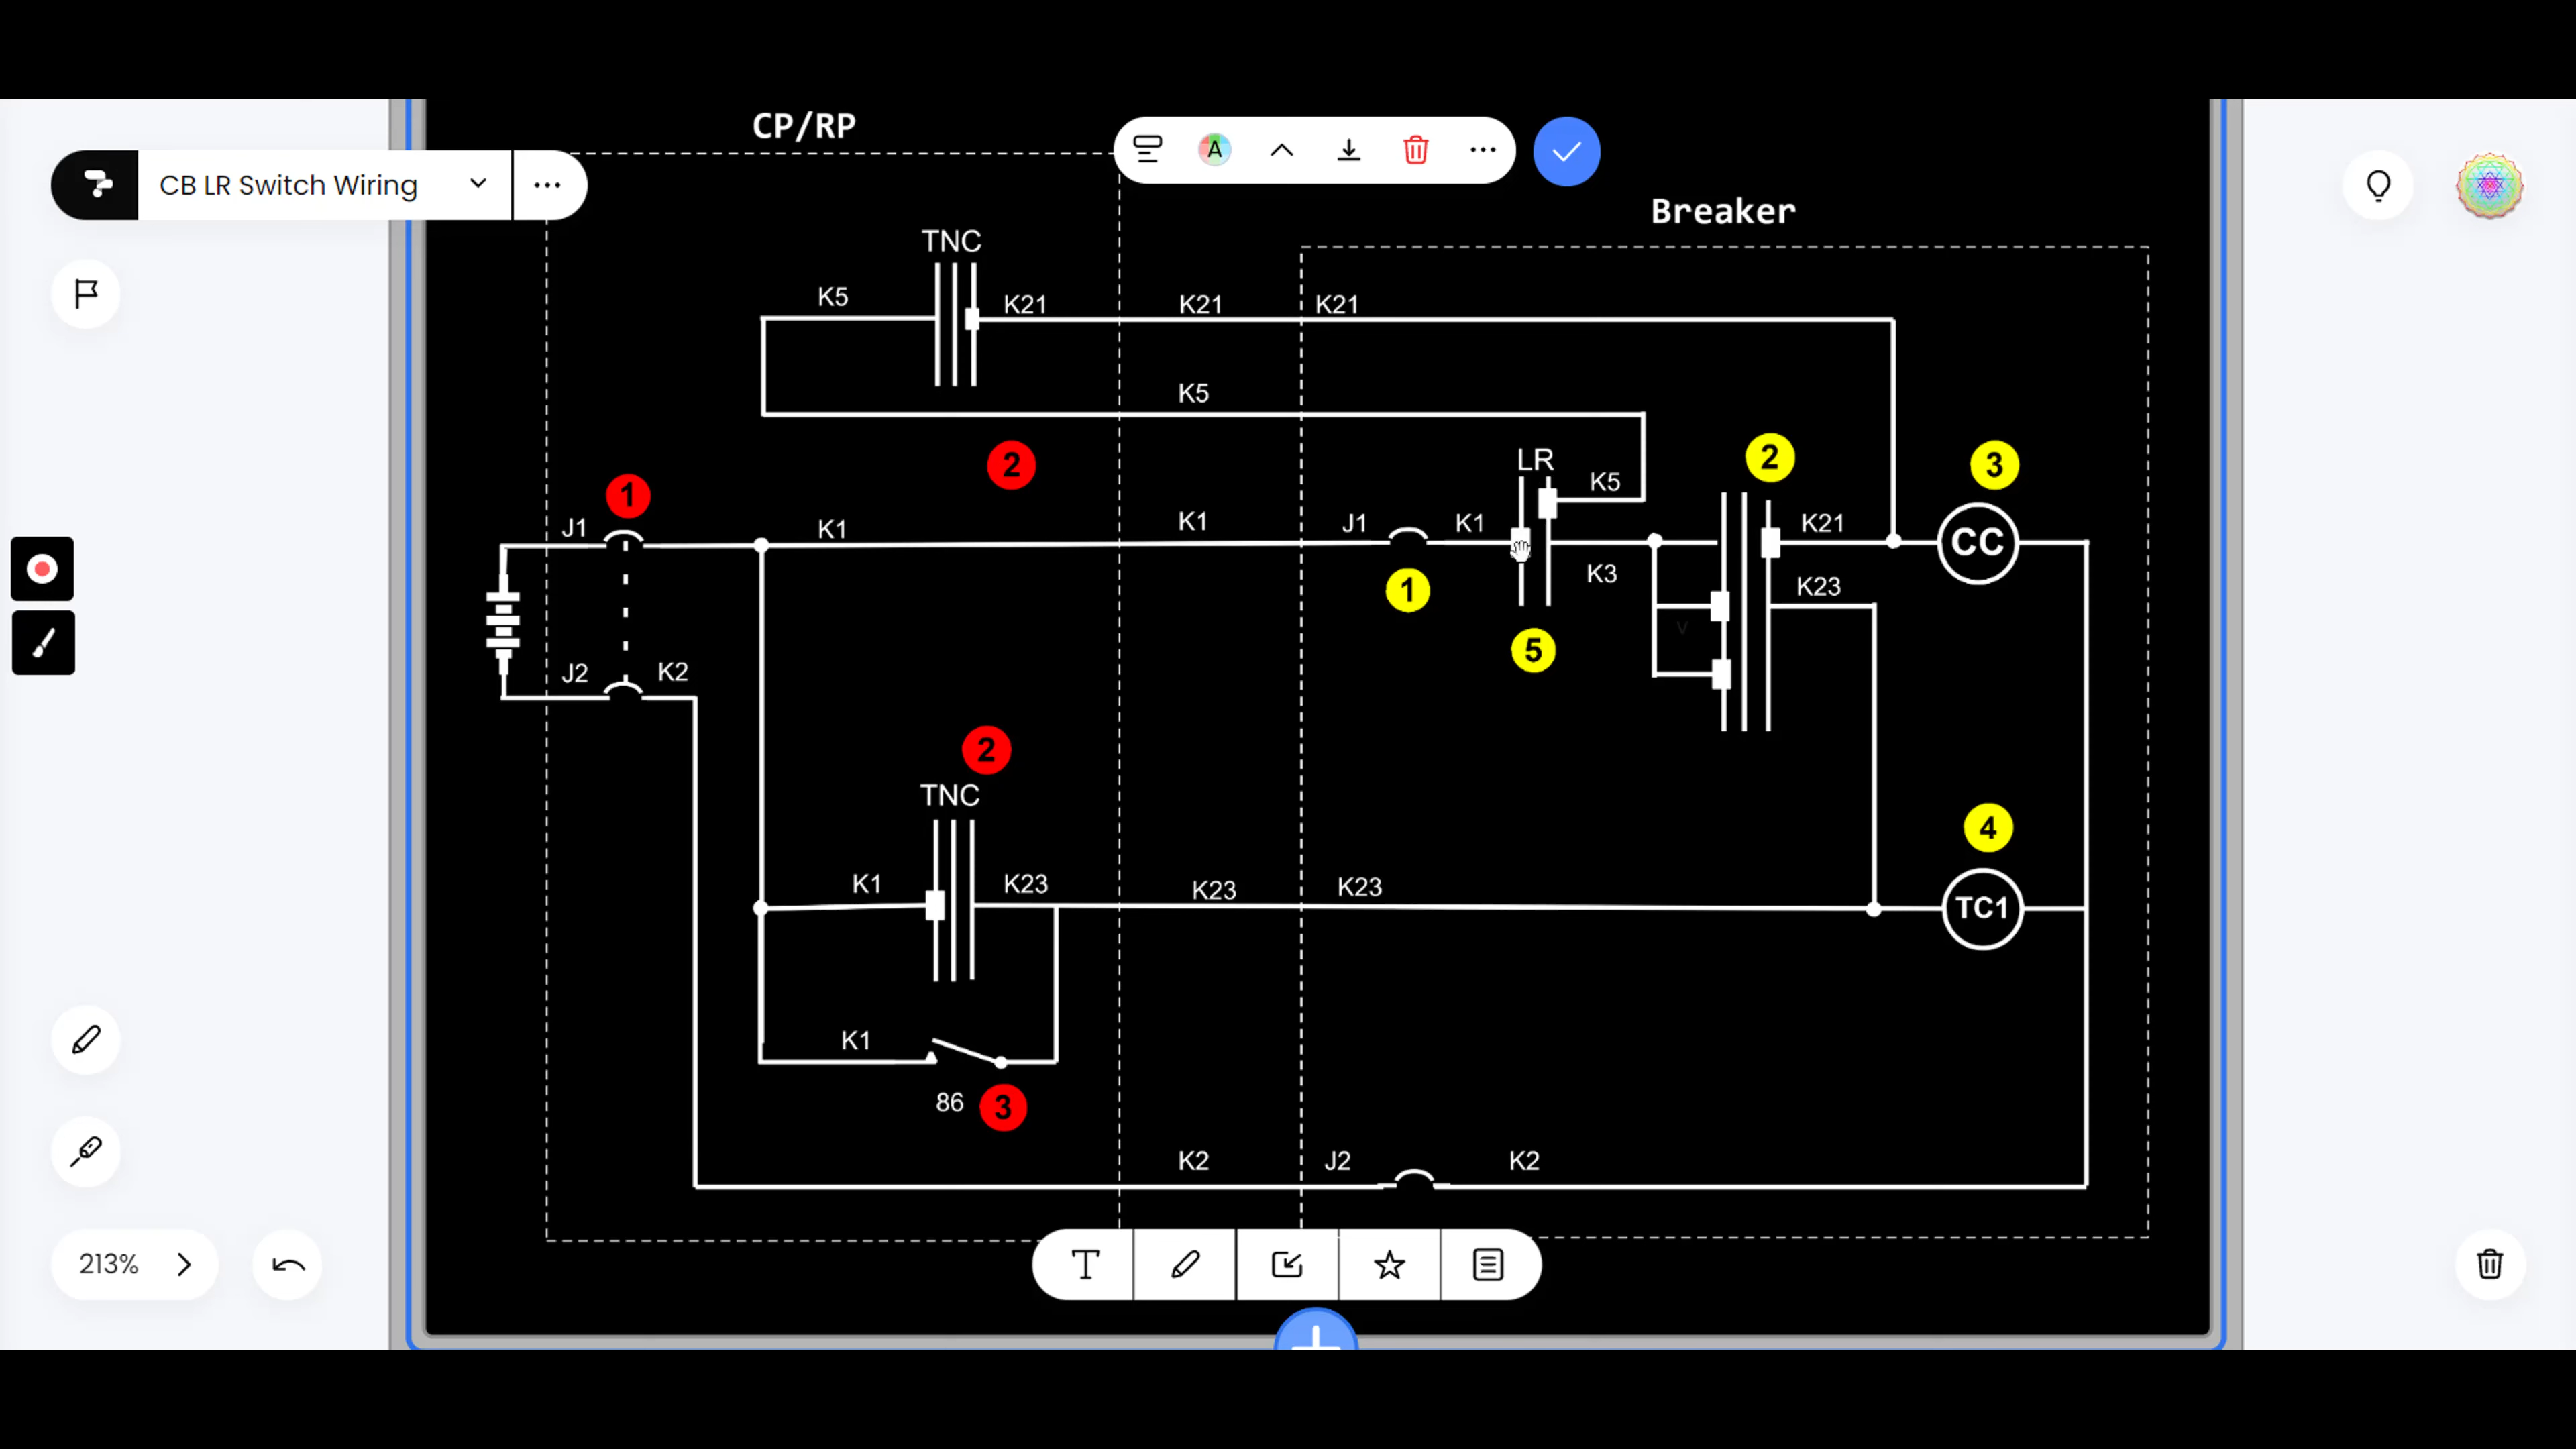 CP/RP
A
CB LR Switch Wiring
Breaker
TNC
K5
K21
K21
K21
K5
LR
2
3
2
K5
1
J1
K1
K1
J1
K1
K21
CC
K3
K23
1
V
5
J2
K2
2
TNC
4
K1
K23
K23
K23
TC1
K1
86
3
K2
J2
K2
213%
T